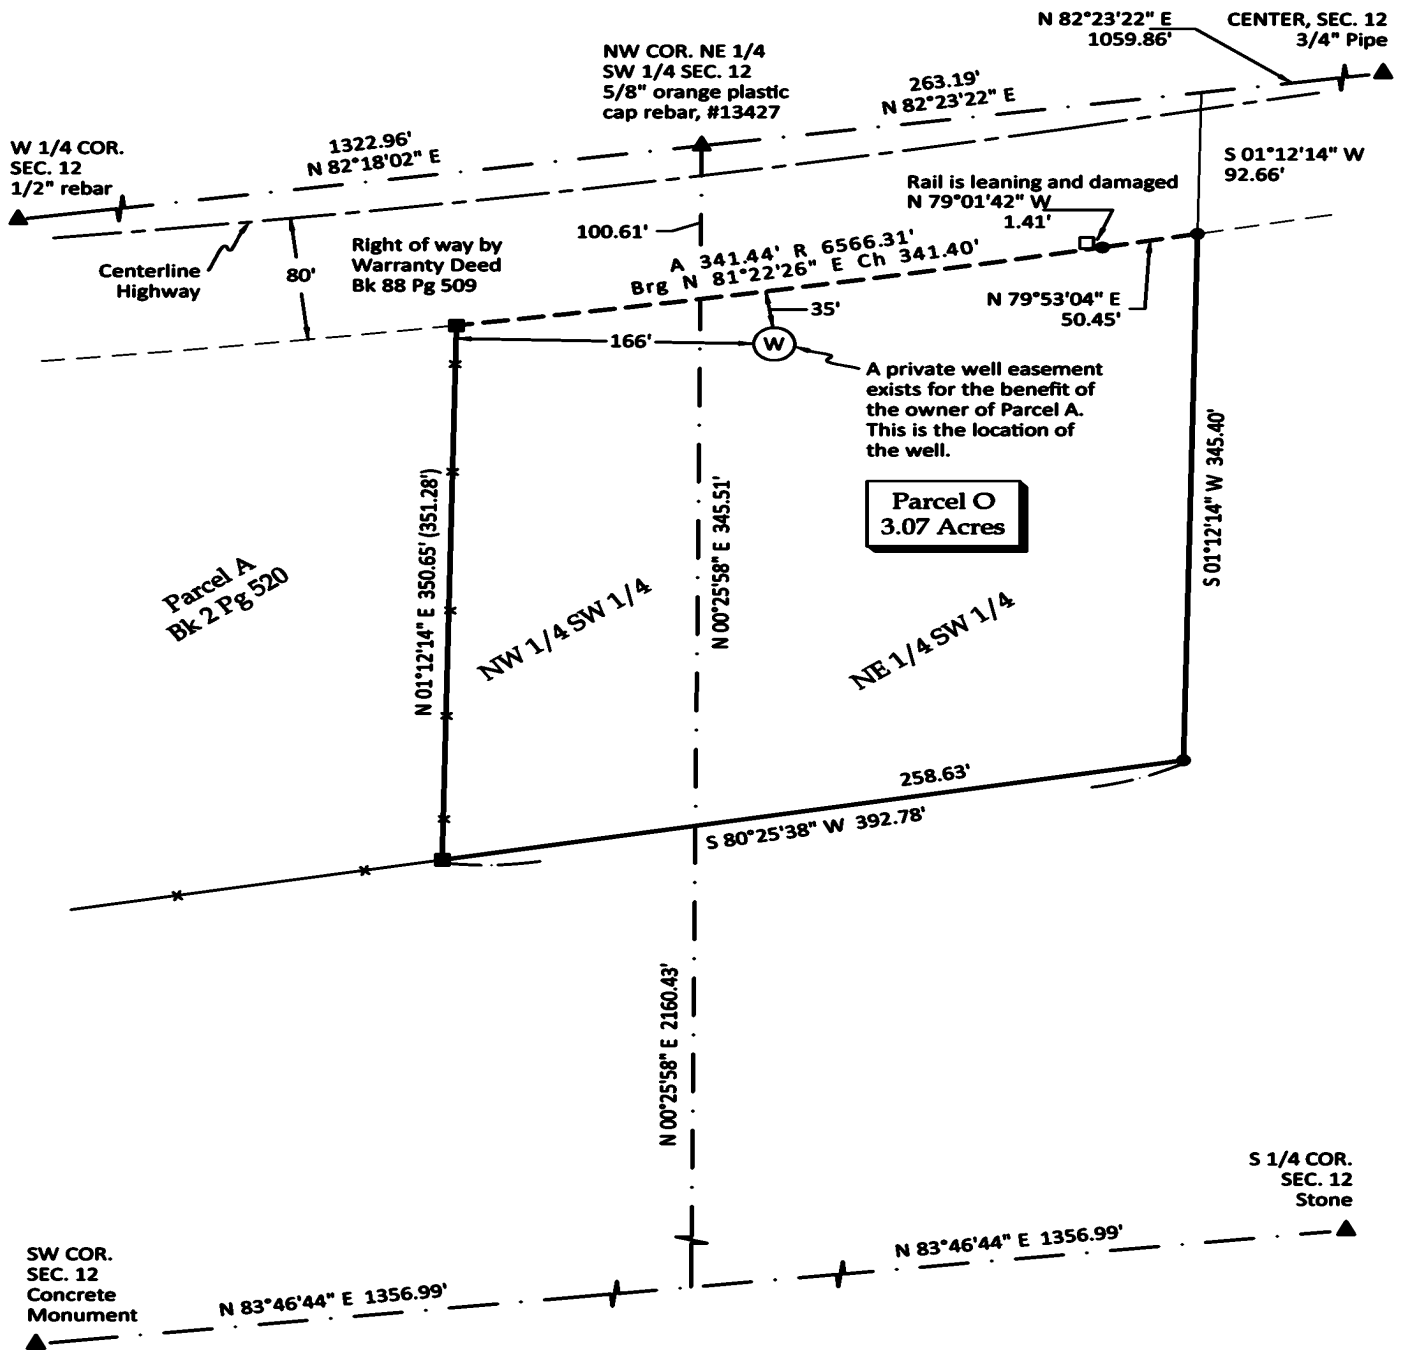 N 82°23'22" E
1059.86'
CENTER, SEC. 12
3/4" Pipe
NW COR. NE 1/4
SW 1/4 SEC. 12
5/8" orange plastic
cap rebar, #13427
263.19'
N 82°23'22" E
W 1/4 COR.
SEC. 12
1/2" rebar
1322.96'
N 82°18'02" E
S 01°12'14" W
92.66'
Rail is leaning and damaged
N 79°01'42" W
1.41'
100.61'
Right of way by
Warranty Deed
Bk 88 Pg 509
Centerline
Highway
80'
A 341.44' R 6566.31'
Brg N 81°22'26" E Ch 341.40'
N 79°53'04" E
50.45'
35'
166'
W
A private well easement
exists for the benefit of
the owner of Parcel A.
This is the location of
the well.
Parcel O
3.07 Acres
N 01°12'14" E 350.65' (351.28')
N 00°25'58" E 345.51'
S 01°12'14" W 345.40'
Parcel A
Bk 2 Pg 520
NW 1/4 SW 1/4
NE 1/4 SW 1/4
258.63'
S 80°25'38" W 392.78'
N 00°25'58" E 2160.43'
S 1/4 COR.
SEC. 12
Stone
SW COR.
SEC. 12
Concrete
Monument
N 83°46'44" E 1356.99'
N 83°46'44" E 1356.99'